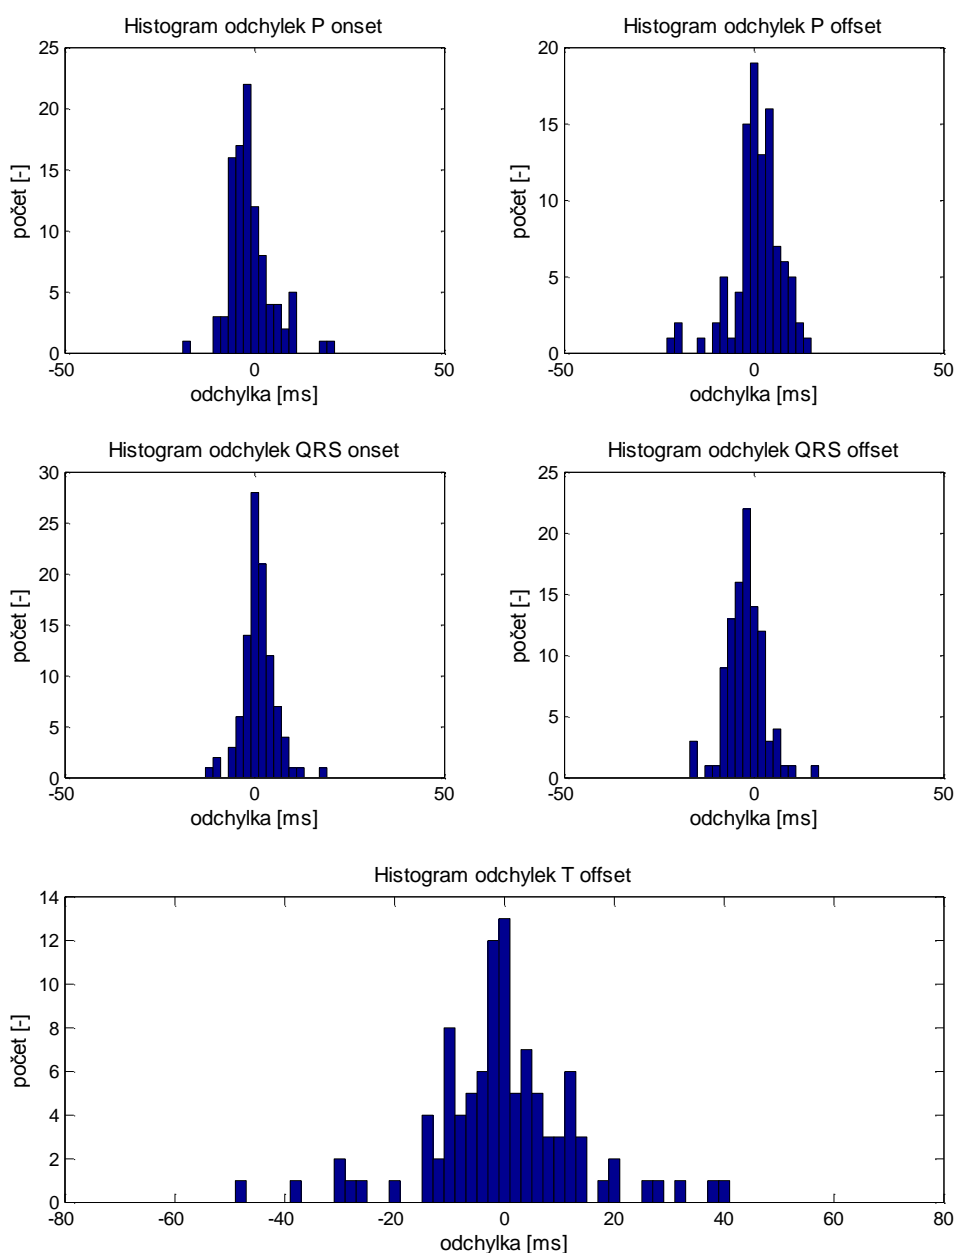 Histogram odchylek P onset
25
20
15
10
5
0
-50 0 50
odchylka [ms]
počet [-]
Histogram odchylek P offset
20
15
10
5
0
-50 0 50
odchylka [ms]
počet [-]
Histogram odchylek QRS onset
30
25
20
15
10
5
0
-50 0 50
odchylka [ms]
počet [-]
Histogram odchylek QRS offset
25
20
15
10
5
0
-50 0 50
odchylka [ms]
počet [-]
Histogram odchylek T offset
14
12
10
8
6
4
2
0
-80 -60 -40 -20 0 20 40 60 80
odchylka [ms]
počet [-]